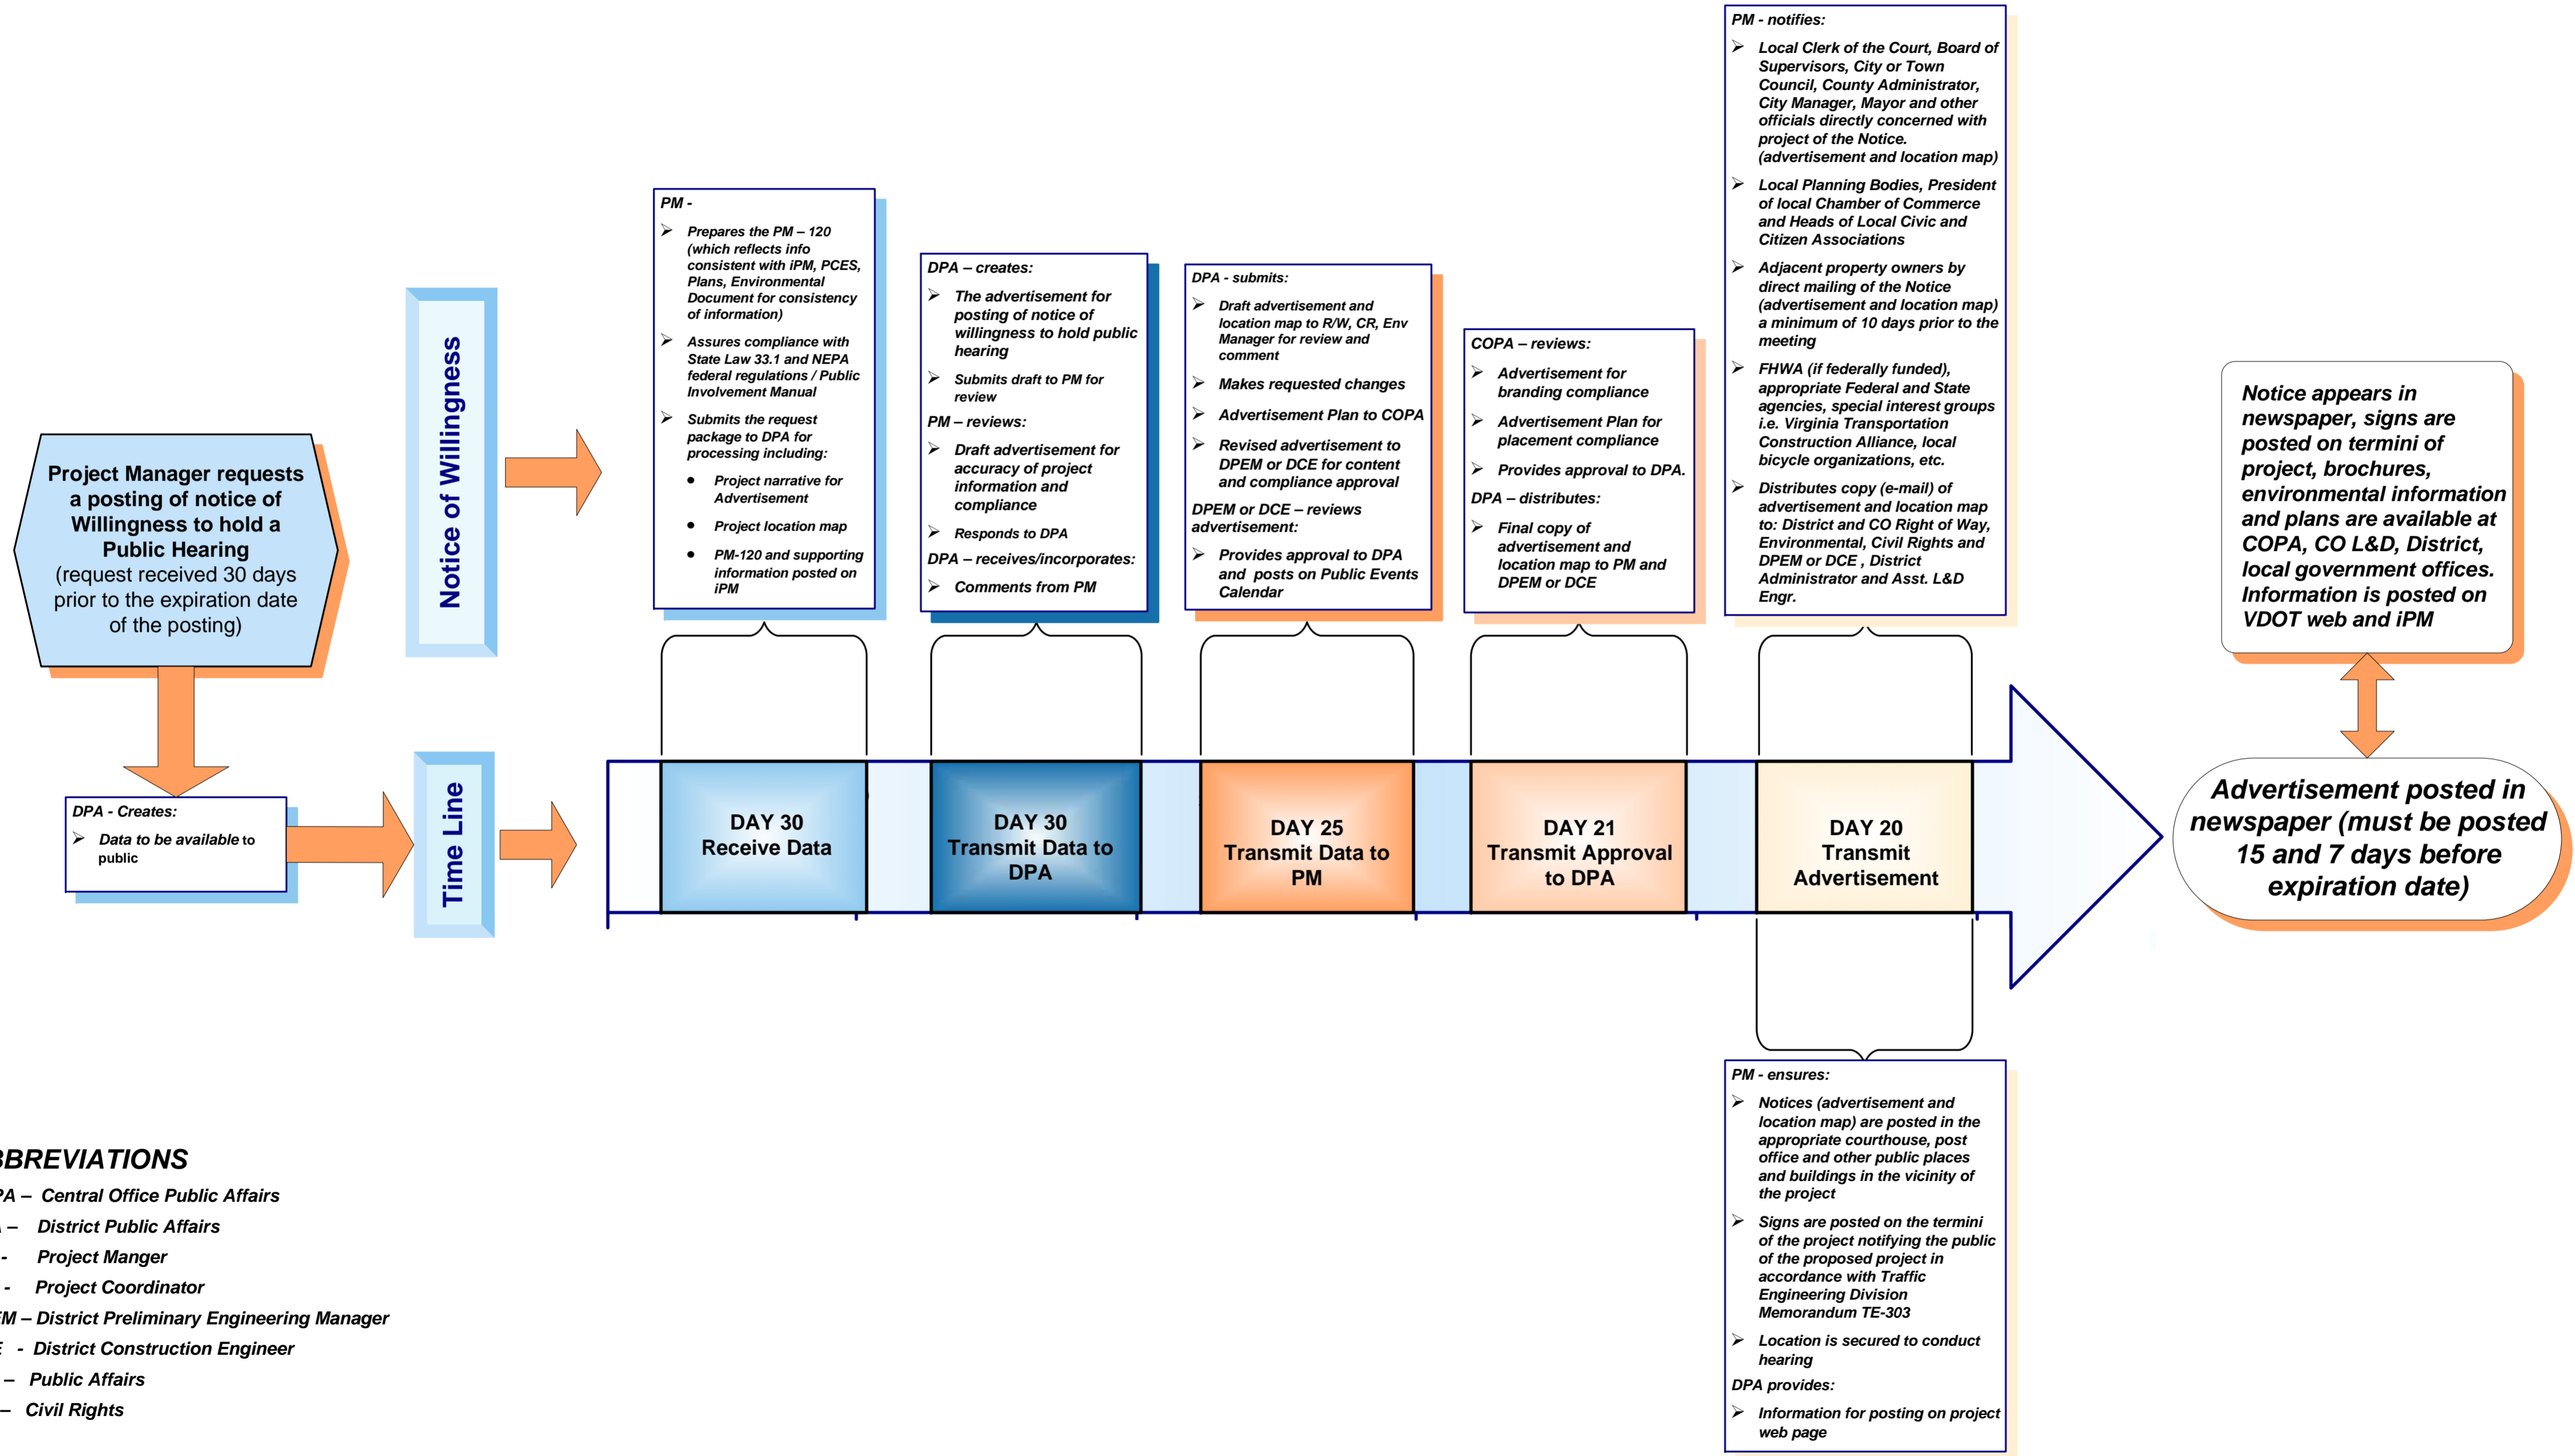 Project Manager requests
a posting of notice of
Willingness to hold a
Public Hearing
(request received 30 days
prior to the expiration date
of the posting)
DPA - Creates:
➢ Data to be available to
public
Notice of Willingness
Time Line
PM -
➢ Prepares the PM – 120
(which reflects info
consistent with iPM, PCES,
Plans, Environmental
Document for consistency
of information)
➢ Assures compliance with
State Law 33.1 and NEPA
federal regulations / Public
Involvement Manual
➢ Submits the request
package to DPA for
processing including:
• Project narrative for
Advertisement
• Project location map
• PM-120 and supporting
information posted on
iPM
DAY 30
Receive Data
DPA – creates:
➢ The advertisement for
posting of notice of
willingness to hold public
hearing
➢ Submits draft to PM for
review
PM – reviews:
➢ Draft advertisement for
accuracy of project
information and
compliance
➢ Responds to DPA
DPA – receives/incorporates:
➢ Comments from PM
DAY 30
Transmit Data to
DPA
DPA - submits:
➢ Draft advertisement and
location map to R/W, CR, Env
Manager for review and
comment
➢ Makes requested changes
➢ Advertisement Plan to COPA
➢ Revised advertisement to
DPEM or DCE for content
and compliance approval
DPEM or DCE – reviews
advertisement:
➢ Provides approval to DPA
and posts on Public Events
Calendar
DAY 25
Transmit Data to
PM
COPA – reviews:
➢ Advertisement for
branding compliance
➢ Advertisement Plan for
placement compliance
➢ Provides approval to DPA.
DPA – distributes:
➢ Final copy of
advertisement and
location map to PM and
DPEM or DCE
DAY 21
Transmit Approval
to DPA
PM - notifies:
➢ Local Clerk of the Court, Board of
Supervisors, City or Town
Council, County Administrator,
City Manager, Mayor and other
officials directly concerned with
project of the Notice.
(advertisement and location map)
➢ Local Planning Bodies, President
of local Chamber of Commerce
and Heads of Local Civic and
Citizen Associations
➢ Adjacent property owners by
direct mailing of the Notice
(advertisement and location map)
a minimum of 10 days prior to the
meeting
➢ FHWA (if federally funded),
appropriate Federal and State
agencies, special interest groups
i.e. Virginia Transportation
Construction Alliance, local
bicycle organizations, etc.
➢ Distributes copy (e-mail) of
advertisement and location map
to: District and CO Right of Way,
Environmental, Civil Rights and
DPEM or DCE , District
Administrator and Asst. L&D
Engr.
DAY 20
Transmit
Advertisement
PM - ensures:
➢ Notices (advertisement and
location map) are posted in the
appropriate courthouse, post
office and other public places
and buildings in the vicinity of
the project
➢ Signs are posted on the termini
of the project notifying the public
of the proposed project in
accordance with Traffic
Engineering Division
Memorandum TE-303
➢ Location is secured to conduct
hearing
DPA provides:
➢ Information for posting on project
web page
Notice appears in
newspaper, signs are
posted on termini of
project, brochures,
environmental information
and plans are available at
COPA, CO L&D, District,
local government offices.
Information is posted on
VDOT web and iPM
Advertisement posted in
newspaper (must be posted
15 and 7 days before
expiration date)
BBREVIATIONS
PA – Central Office Public Affairs
– District Public Affairs
- Project Manger
- Project Coordinator
EM – District Preliminary Engineering Manager
E - District Construction Engineer
– Public Affairs
– Civil Rights